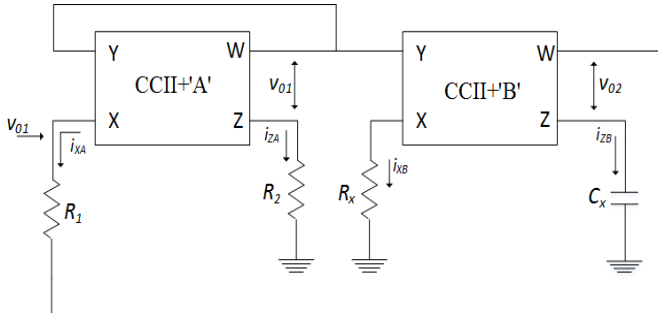 Y
W
CCII+'A'
X
Z
Y
W
CCII+'B'
X
Z
v01
v02
v01
iXA
iZA
iXB
iZB
R1
R2
Rx
Cx